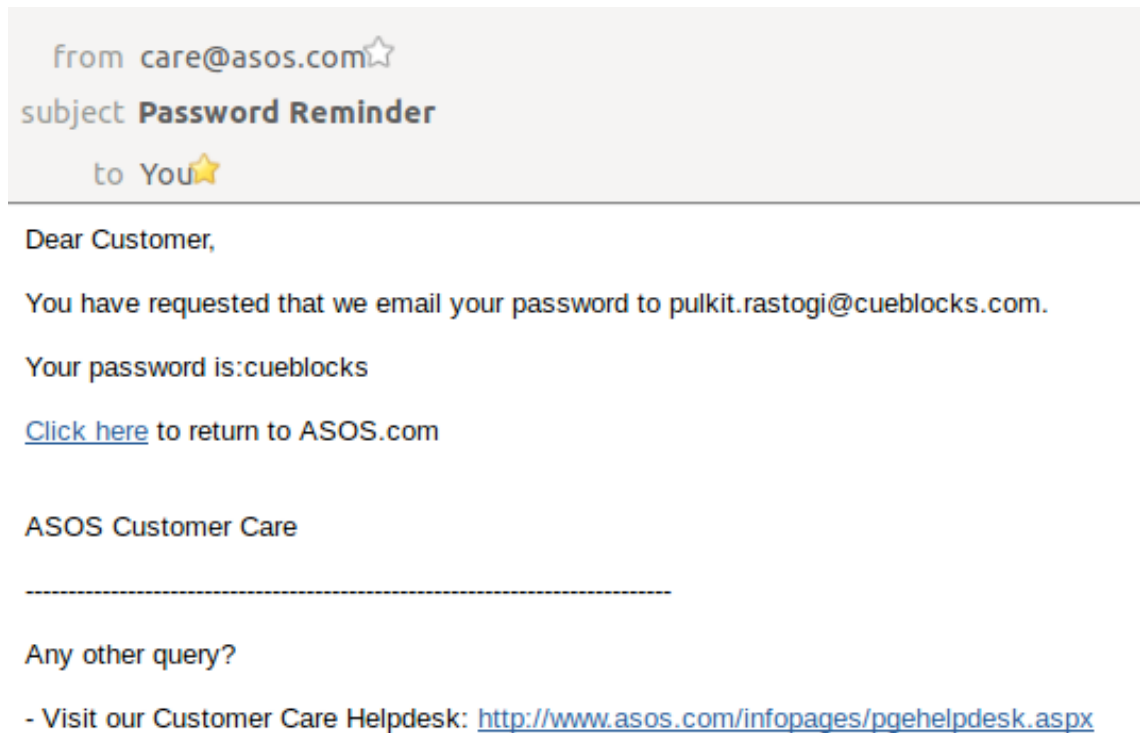 from care@asos.com
subject Password Reminder
to You
Dear Customer,
You have requested that we email your password to pulkit.rastogi@cueblocks.com.
Your password is:cueblocks
Click here to return to ASOS.com
ASOS Customer Care
------------------------------------------------------------------------------
Any other query?
- Visit our Customer Care Helpdesk: http://www.asos.com/infopages/pgehelpdesk.aspx